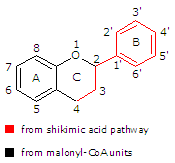 3'
2'
4'
8
1
O
B
7
2
1'
5'
A
C
6'
6
3
5
4
from shikimic acid pathway
from malonyl-CoA units